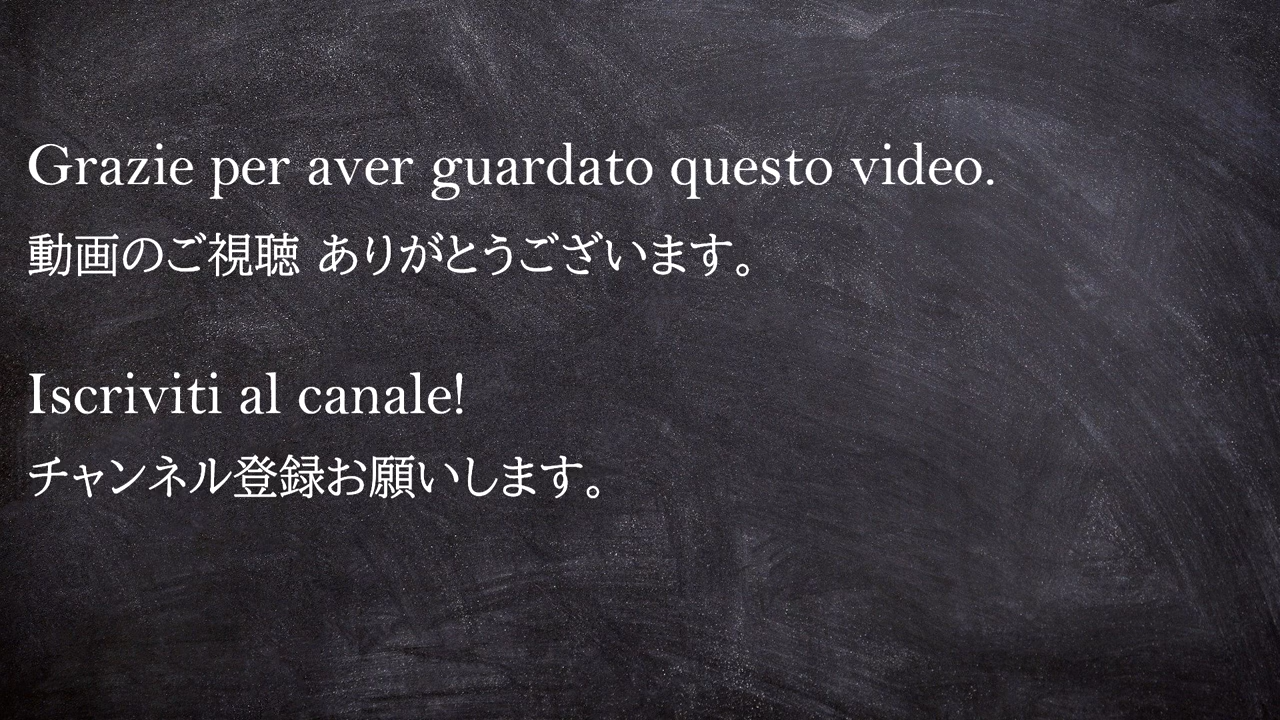 Grazie per aver guardato questo video.
動画のご視聴 ありがとうございます。
Iscriviti al canale!
チャンネル登録お願いします。